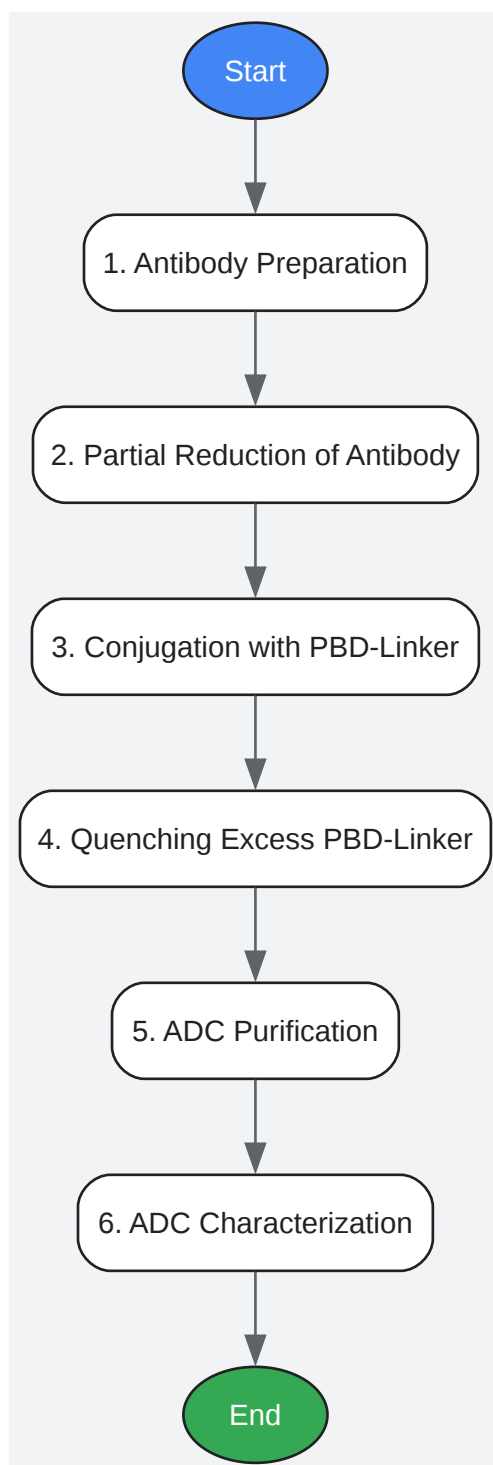 Start
1. Antibody Preparation
2. Partial Reduction of Antibody
3. Conjugation with PBD-Linker
4. Quenching Excess PBD-Linker
5. ADC Purification
6. ADC Characterization
End